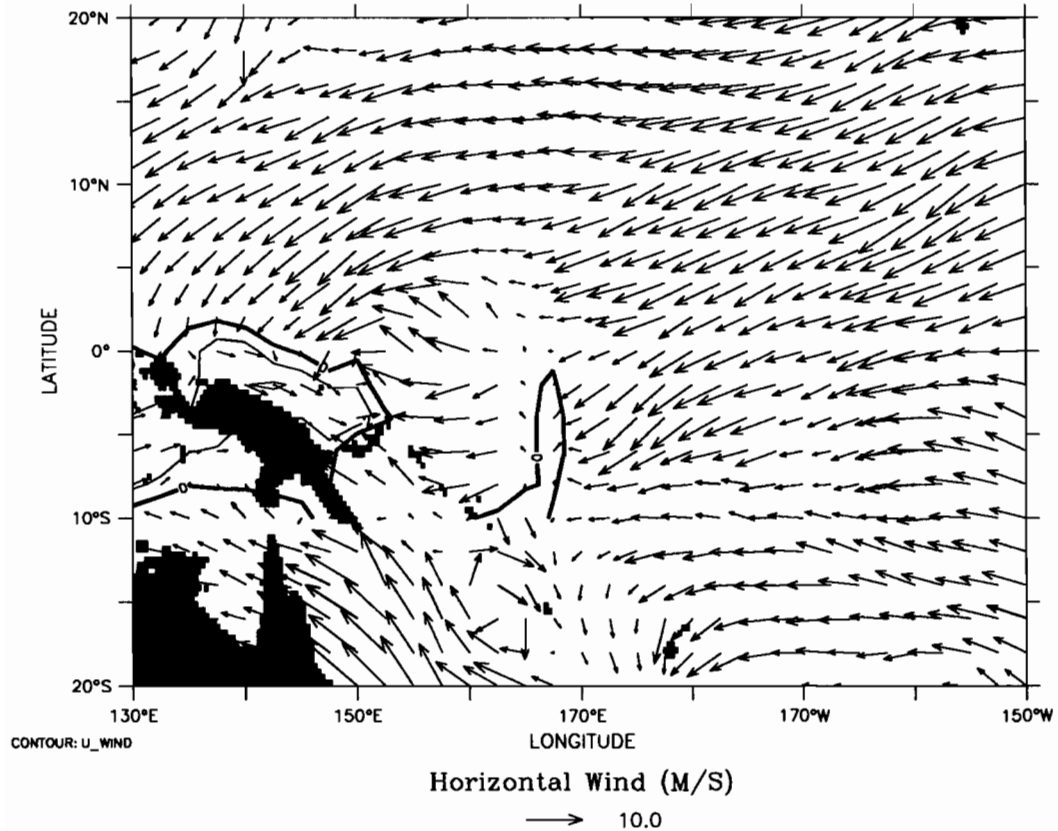 20°N
10°N
0°
10°S
20°S
LATITUDE
0
0
0
130°E 150°E 170°E 170°W 150°W
CONTOUR: U_WIND
LONGITUDE
Horizontal Wind (M/S)
10.0